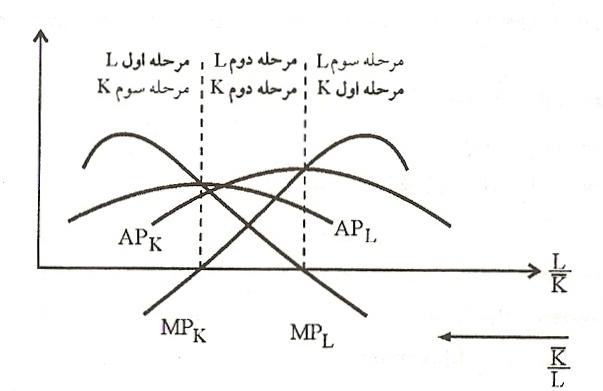 مرحله اول L
مرحله سوم K
مرحله دوم L
مرحله دوم K
مرحله سوم L
مرحله اول K
AP_K
AP_L
MP_K
MP_L
L
K̅
K̅
L